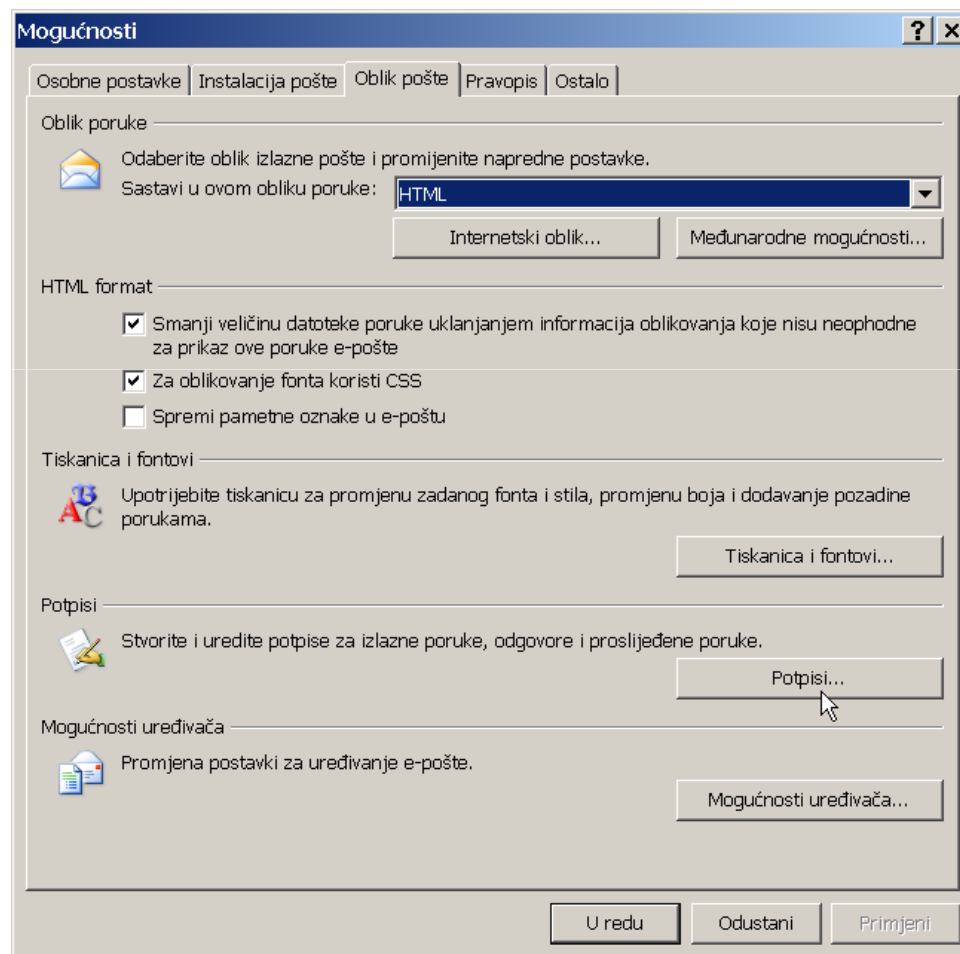 Mogućnosti
Osobne postavke Instalacija pošte Oblik pošte Pravopis Ostalo
Oblik poruke
Odaberite oblik izlazne pošte i promijenite napredne postavke.
Sastavi u ovom obliku poruke: HTML
Internetski oblik... Međunarodne mogućnosti...
HTML format
Smanji veličinu datoteke poruke uklanjanjem informacija oblikovanja koje nisu neophodne
za prikaz ove poruke e-pošte
Za oblikovanje fonta koristi CSS
Spremi pametne oznake u e-poštu
Tiskanica i fontovi
Upotrijebite tiskanicu za promjenu zadanog fonta i stila, promjenu boja i dodavanje pozadine
porukama.
Tiskanica i fontovi...
Potpisi
Stvorite i uredite potpise za izlazne poruke, odgovore i proslijeđene poruke.
Potpisi...
Mogućnosti uređivača
Promjena postavki za uređivanje e-pošte.
Mogućnosti uređivača...
U redu Odustani Primjeni